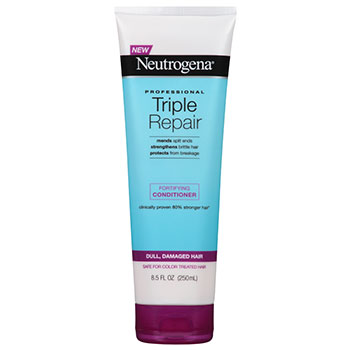 NEW
Neutrogena®
PROFESSIONAL
Triple
Repair
mends split ends
strengthens brittle hair
protects from breakage
FORTIFYING
CONDITIONER
clinically proven 83% stronger hair*
DULL, DAMAGED HAIR
SAFE FOR COLOR TREATED HAIR
8.5 FL OZ (250mL)